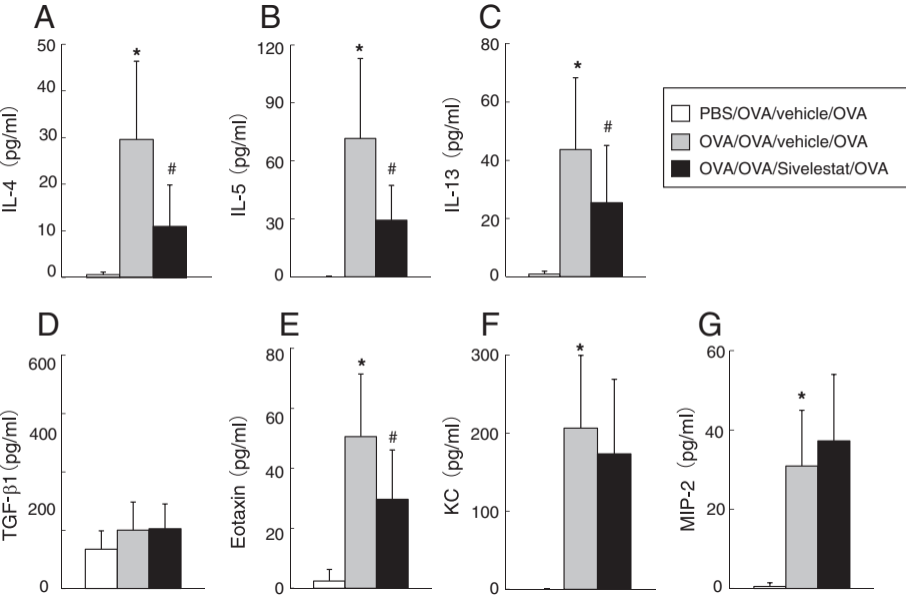 A
IL-4 (pg/ml)
50
40
30
20
10
0
*
#
B
IL-5 (pg/ml)
120
90
60
30
0
*
#
C
IL-13 (pg/ml)
80
60
40
20
0
*
#
PBS/OVA/vehicle/OVA
OVA/OVA/vehicle/OVA
OVA/OVA/Sivelestat/OVA
D
TGF-β1(pg/ml)
600
400
200
0
E
Eotaxin (pg/ml)
80
60
40
20
0
*
#
F
KC (pg/ml)
300
200
100
0
*
G
MIP-2 (pg/ml)
60
40
20
0
*